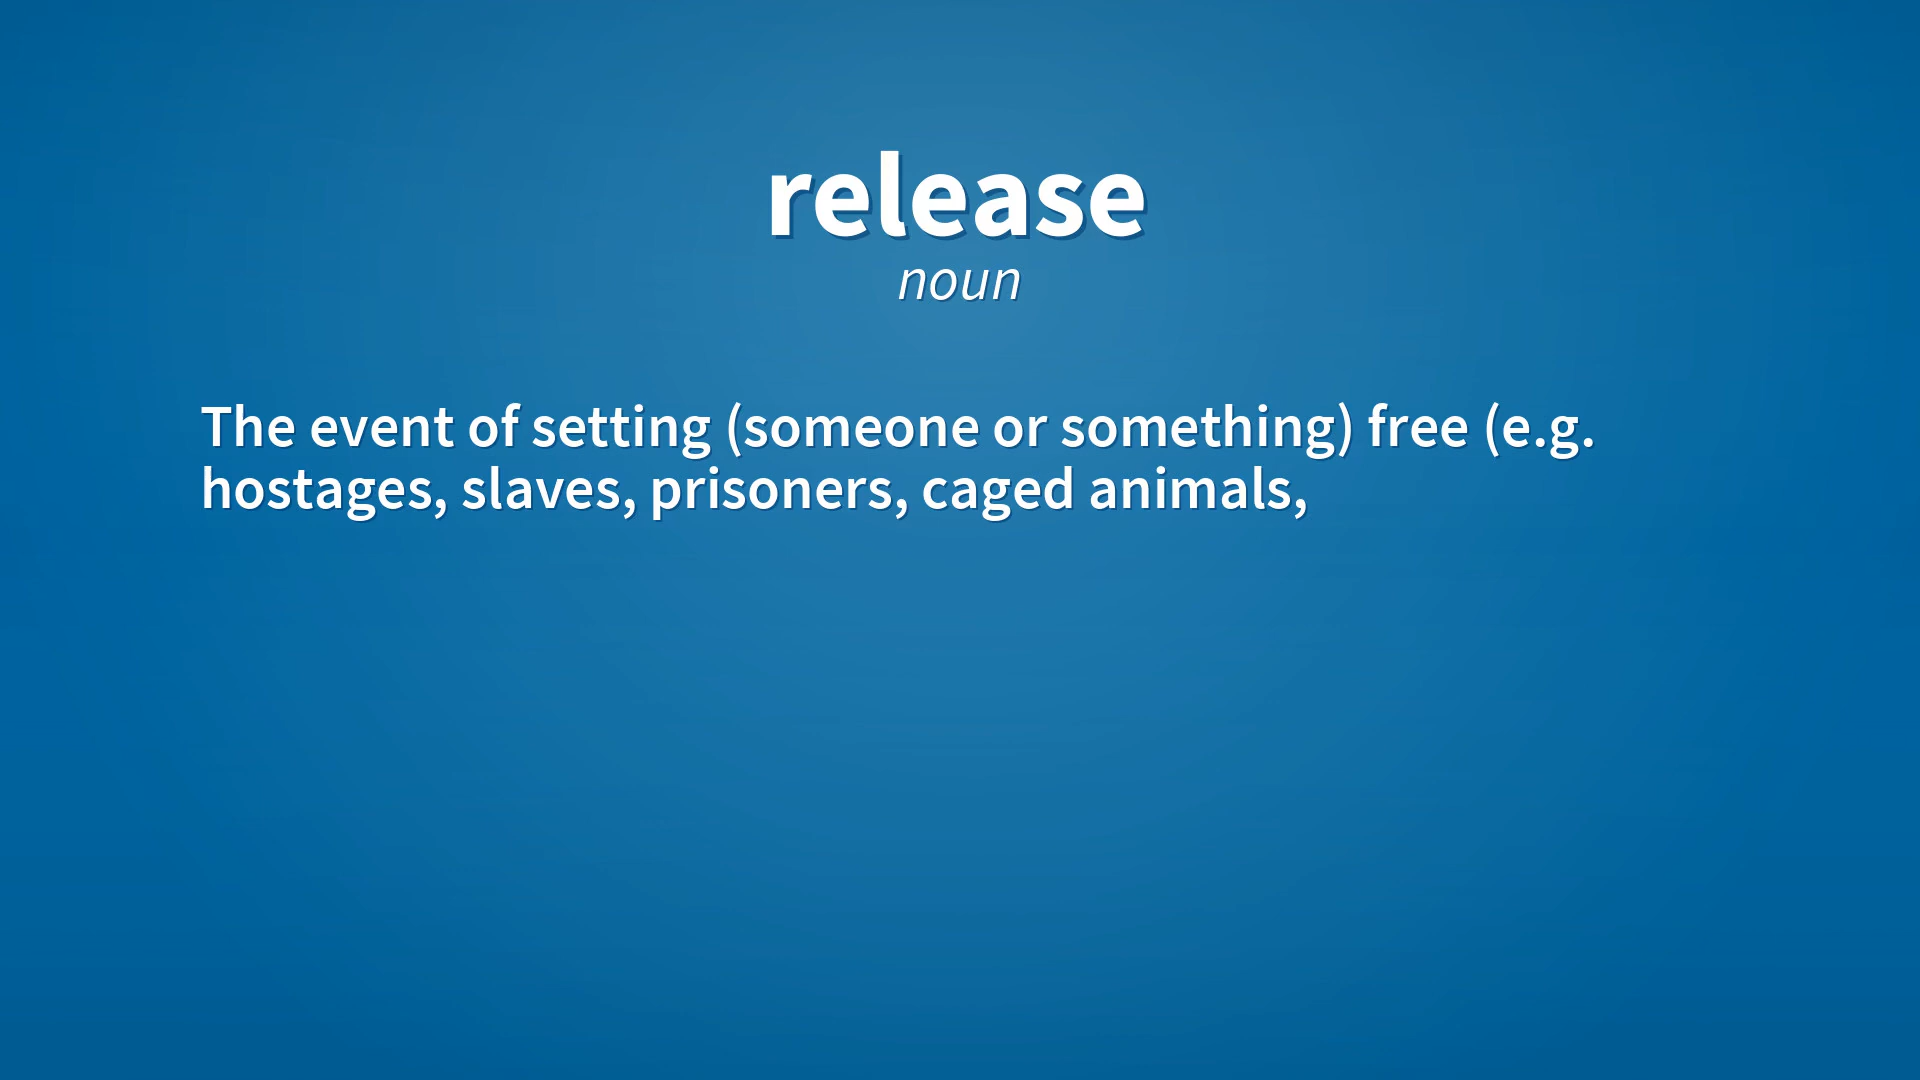 release
noun
The event of setting (someone or something) free (e.g.
hostages, slaves, prisoners, caged animals,